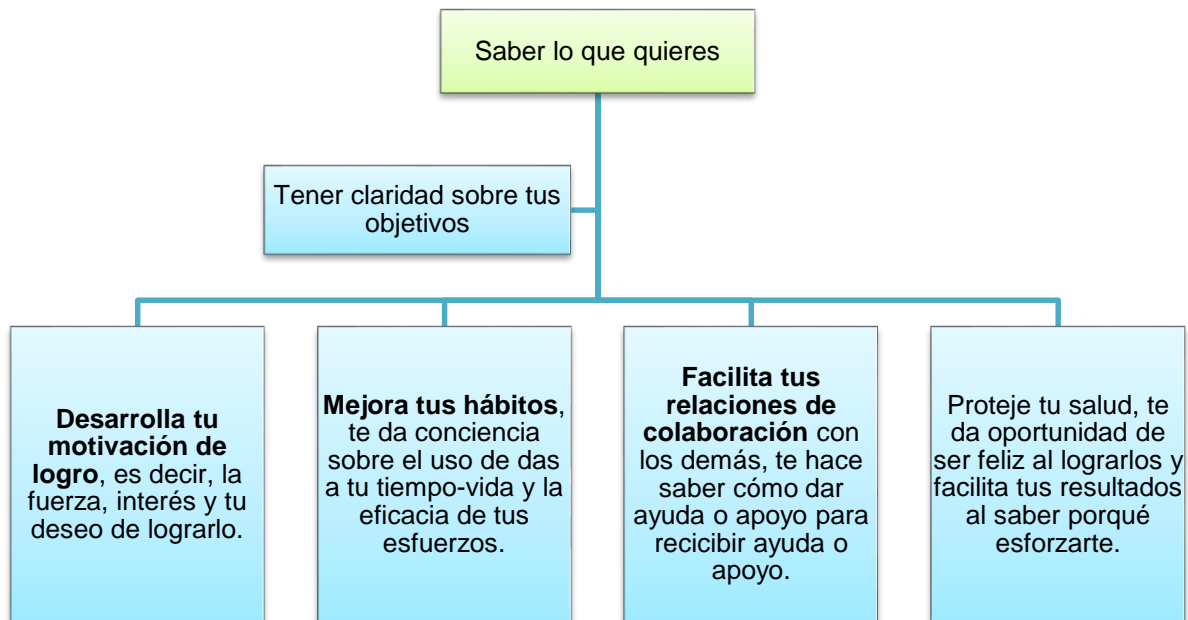 Saber lo que quieres
Tener claridad sobre tus
objetivos
Desarrolla tu
motivación de
logro, es decir, la
fuerza, interés y tu
deseo de lograrlo.
Mejora tus hábitos,
te da conciencia
sobre el uso de das
a tu tiempo-vida y la
eficacia de tus
esfuerzos.
Facilita tus
relaciones de
colaboración con
los demás, te hace
saber cómo dar
ayuda o apoyo para
recicibir ayuda o
apoyo.
Proteje tu salud, te
da oportunidad de
ser feliz al lograrlos y
facilita tus resultados
al saber porqué
esforzarte.